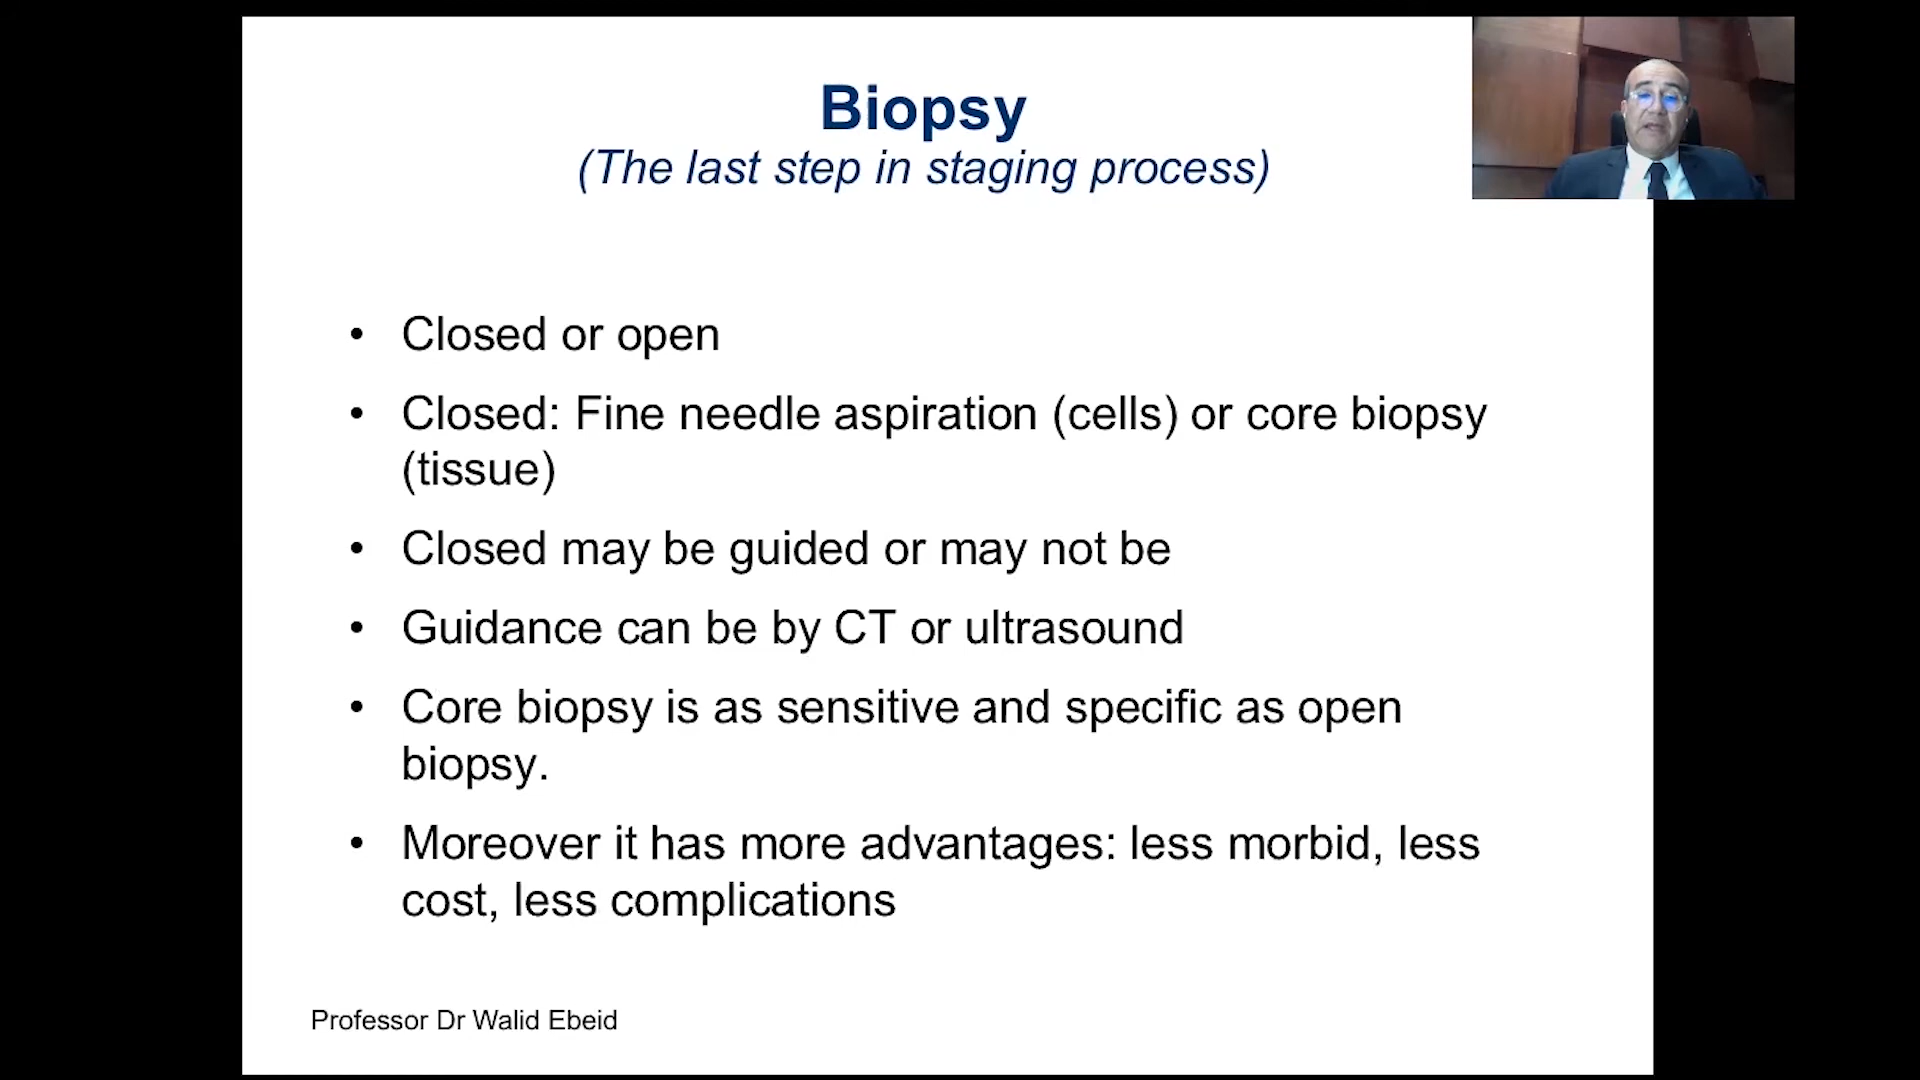 Biopsy
(The last step in staging process)
• Closed or open
• Closed: Fine needle aspiration (cells) or core biopsy
(tissue)
• Closed may be guided or may not be
• Guidance can be by CT or ultrasound
• Core biopsy is as sensitive and specific as open
biopsy.
• Moreover it has more advantages: less morbid, less
cost, less complications
Professor Dr Walid Ebeid